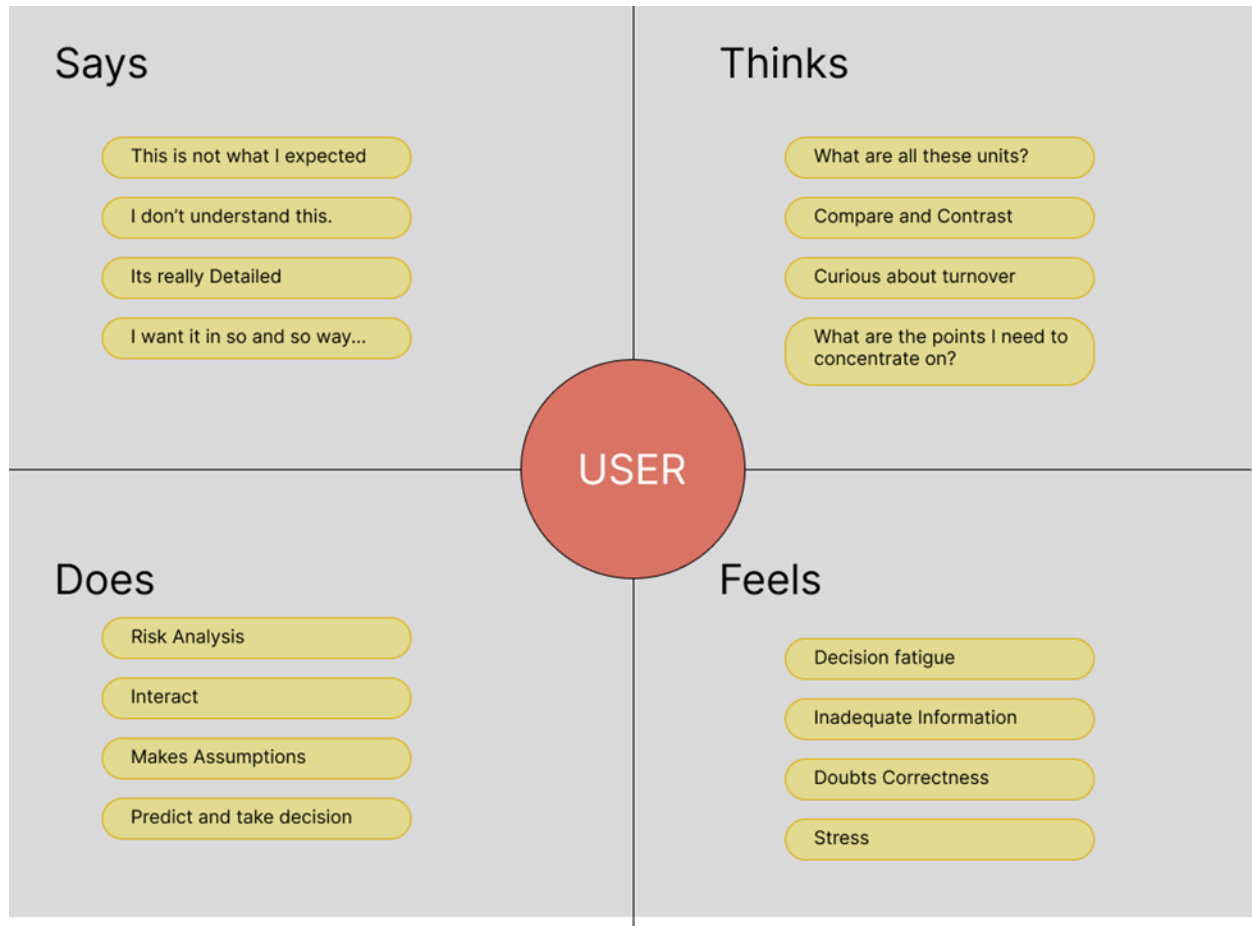 Says
This is not what I expected
I don’t understand this.
Its really Detailed
I want it in so and so way...
Thinks
What are all these units?
Compare and Contrast
Curious about turnover
What are the points I need to
concentrate on?
USER
Does
Risk Analysis
Interact
Makes Assumptions
Predict and take decision
Feels
Decision fatigue
Inadequate Information
Doubts Correctness
Stress